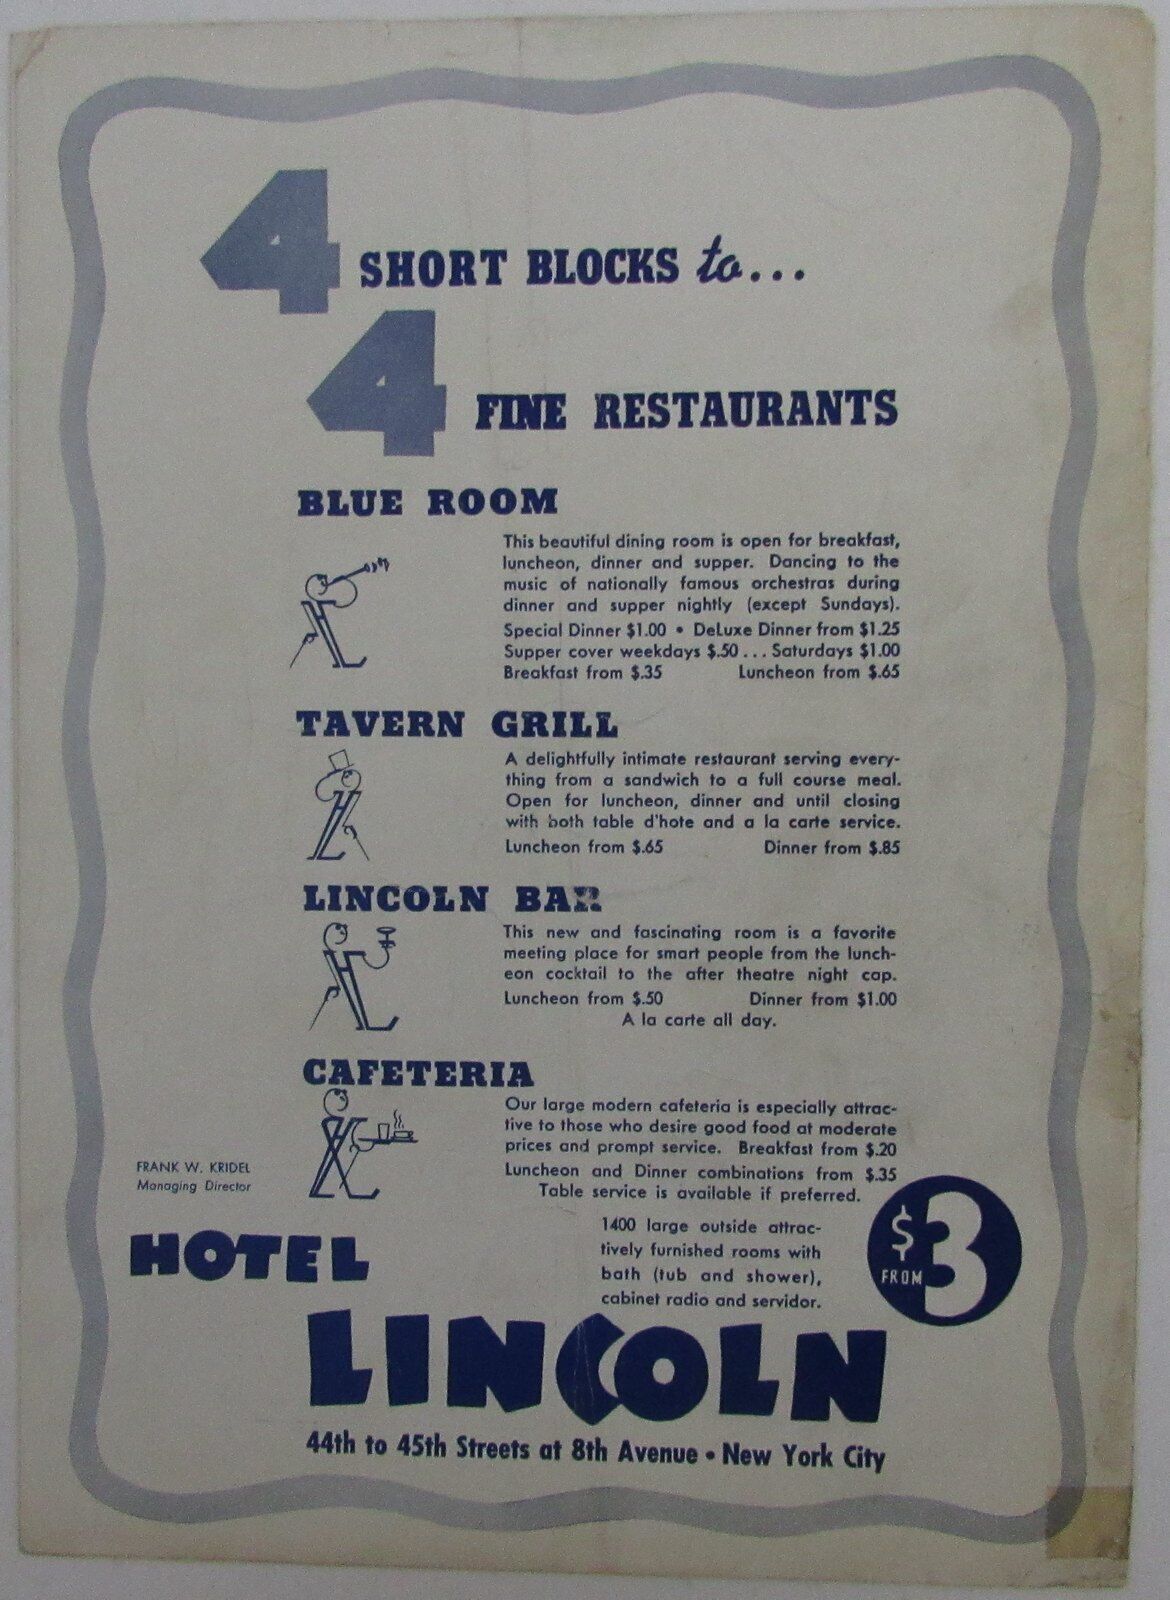 4 SHORT BLOCKS to...
4 FINE RESTAURANTS
BLUE ROOM
This beautiful dining room is open for breakfast,
luncheon, dinner and supper. Dancing to the
music of nationally famous orchestras during
dinner and supper nightly (except Sundays).
Special Dinner $1.00 • DeLuxe Dinner from $1.25
Supper cover weekdays $.50 ... Saturdays $1.00
Breakfast from $.35 Luncheon from $.65
TAVERN GRILL
A delightfully intimate restaurant serving every-
thing from a sandwich to a full course meal.
Open for luncheon, dinner and until closing
with both table d'hote and a la carte service.
Luncheon from $.65 Dinner from $.85
LINCOLN BAR
This new and fascinating room is a favorite
meeting place for smart people from the lunch-
eon cocktail to the after theatre night cap.
Luncheon from $.50 Dinner from $1.00
A la carte all day.
CAFETERIA
Our large modern cafeteria is especially attrac-
tive to those who desire good food at moderate
prices and prompt service. Breakfast from $.20
Luncheon and Dinner combinations from $.35
Table service is available if preferred.
FRANK W. KRIDEL
Managing Director
1400 large outside attrac-
tively furnished rooms with
bath (tub and shower),
cabinet radio and servidor.
$3
FROM
HOTEL
LINCOLN
44th to 45th Streets at 8th Avenue • New York City